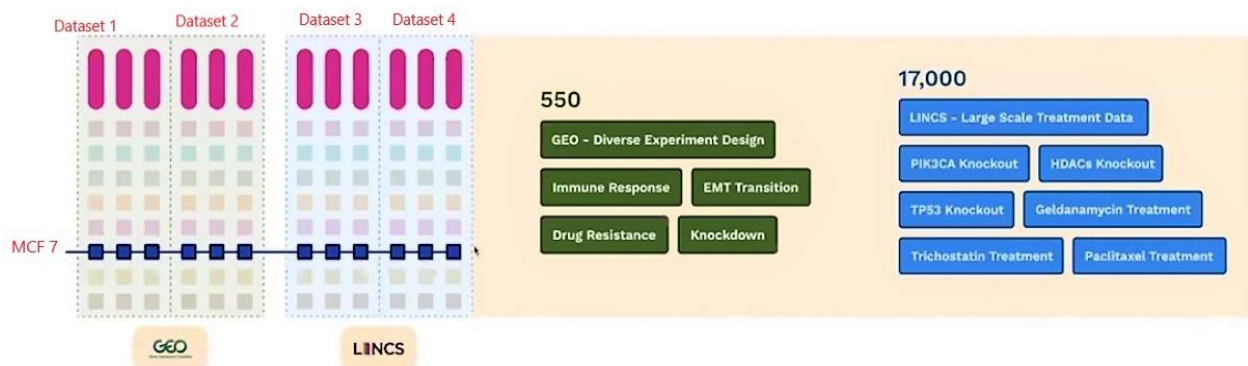 Dataset 1
Dataset 2
Dataset 3
Dataset 4
MCF 7
GEO
LINCS
550
GEO - Diverse Experiment Design
Immune Response
EMT Transition
Drug Resistance
Knockdown
17,000
LINCS - Large Scale Treatment Data
PIK3CA Knockout
HDACs Knockout
TP53 Knockout
Geldanamycin Treatment
Trichostatin Treatment
Paclitaxel Treatment